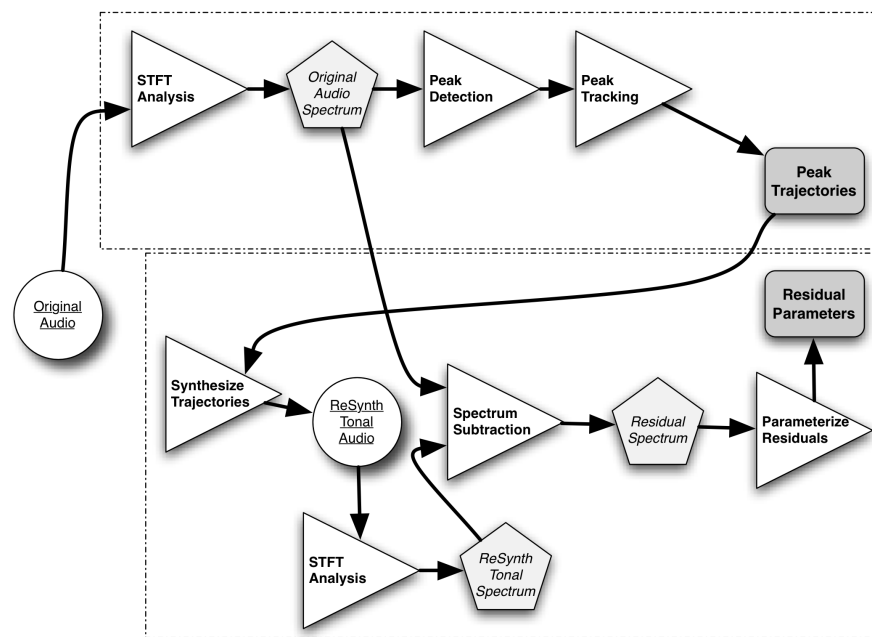 STFT
Analysis
Original
Audio
Spectrum
Peak
Detection
Peak
Tracking
Peak
Trajectories
Original
Audio
Residual
Parameters
Synthesize
Trajectories
ReSynth
Tonal
Audio
Spectrum
Subtraction
Residual
Spectrum
Parameterize
Residuals
STFT
Analysis
ReSynth
Tonal
Spectrum